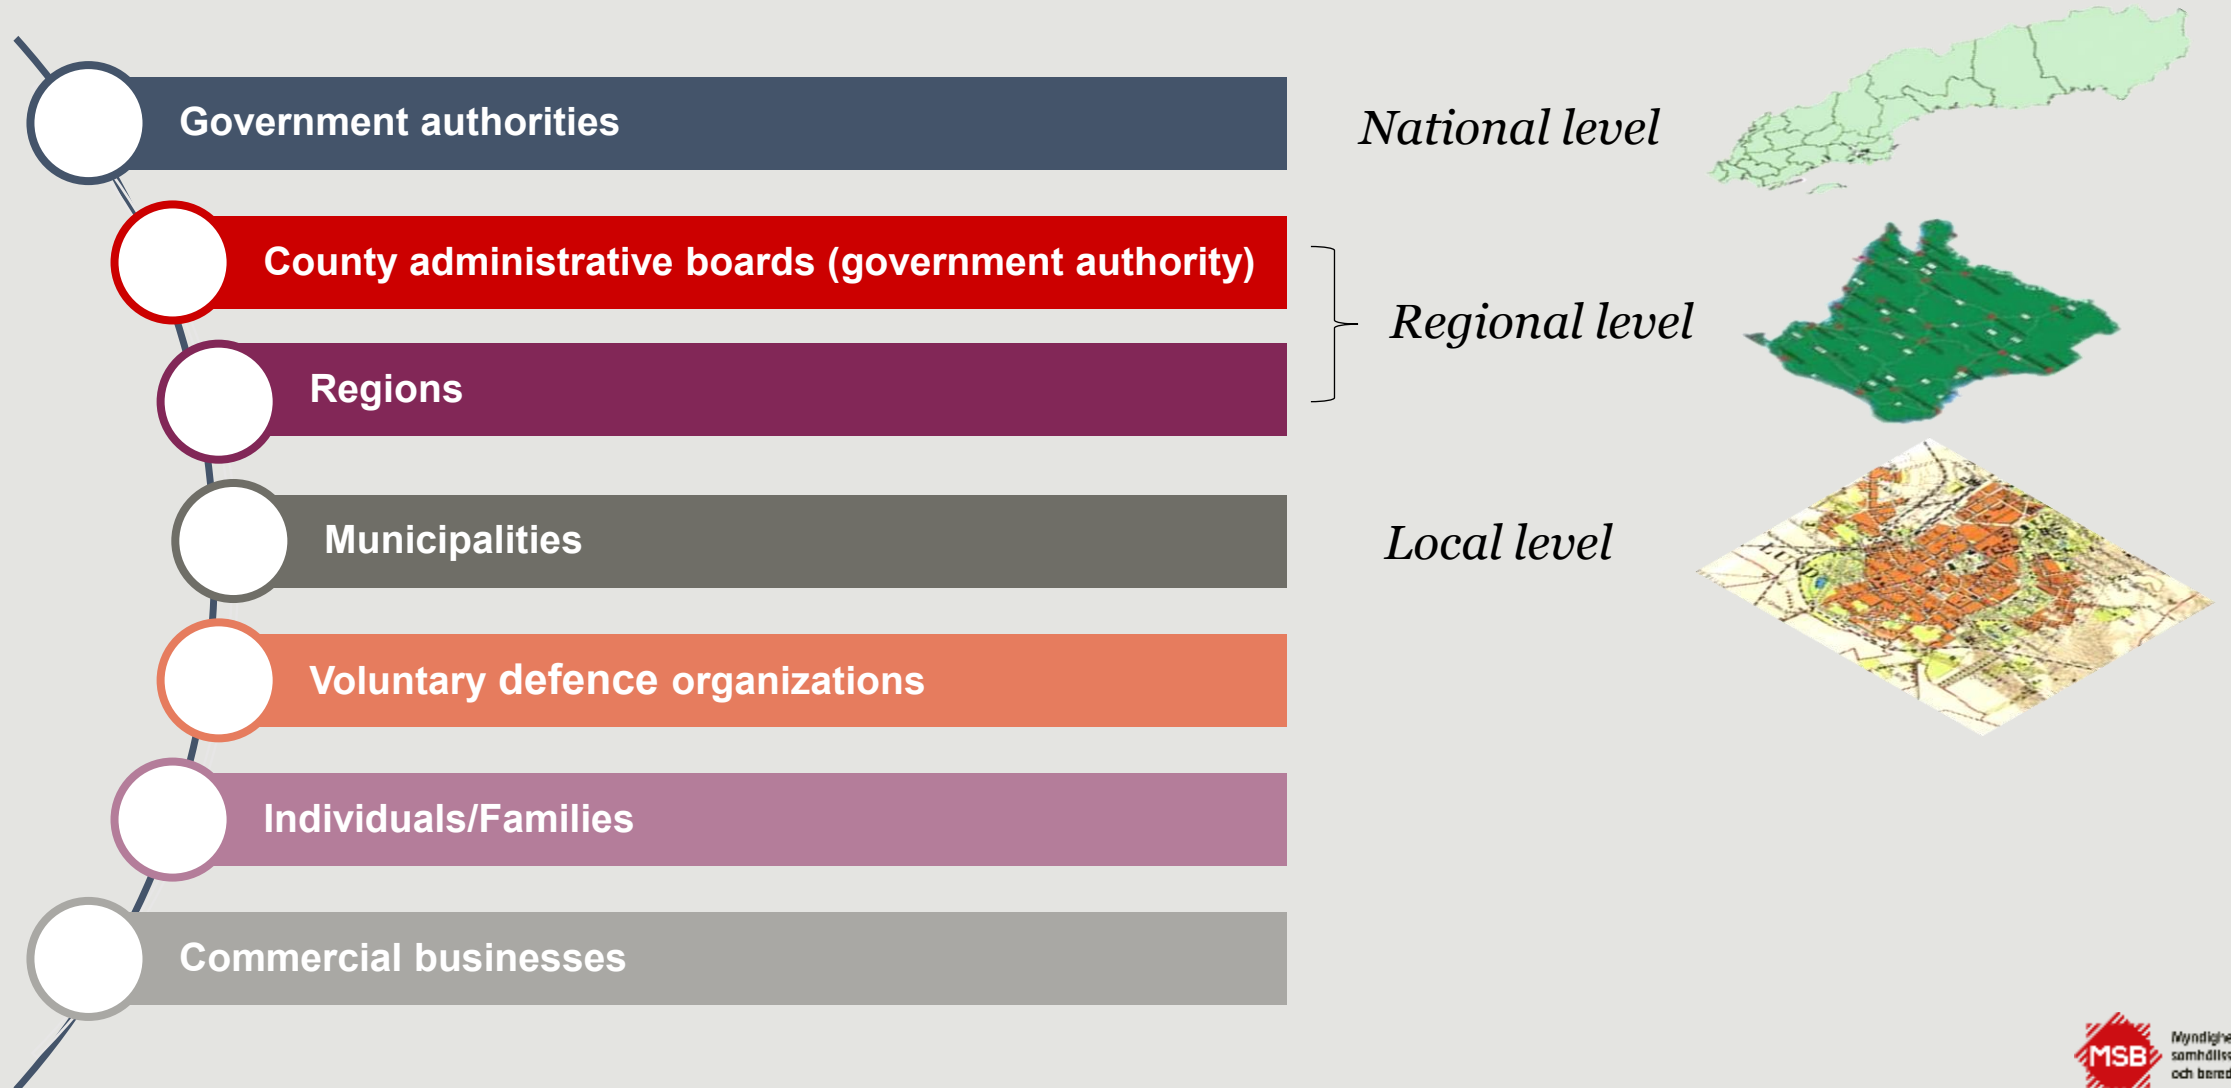 Government authorities
National level
County administrative boards (government authority)
Regional level
Regions
Municipalities
Local level
LUND
Voluntary defence organizations
Individuals/Families
Commercial businesses
MSB